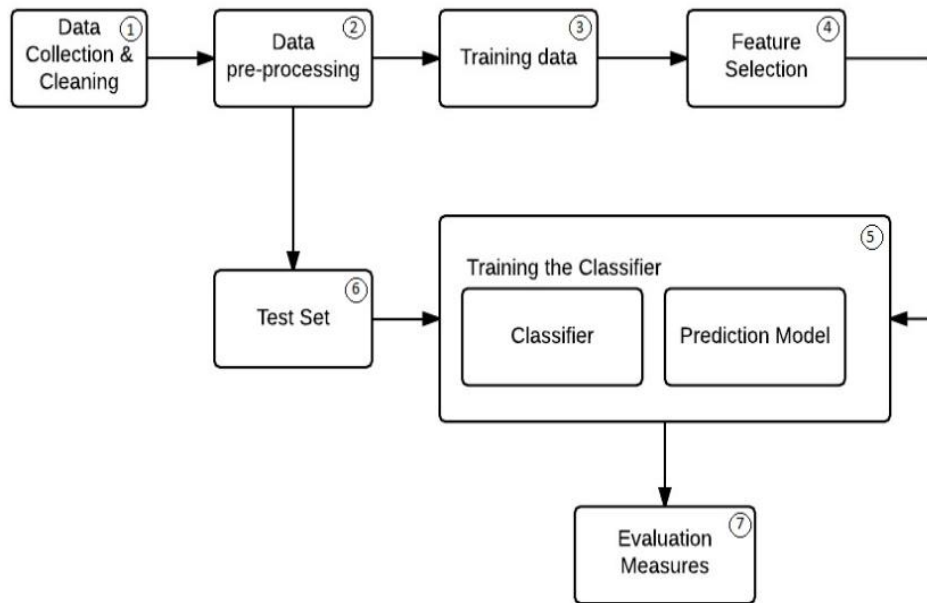 1
Data
Collection &
Cleaning
2
Data
pre-processing
3
Training data
4
Feature
Selection
5
Training the Classifier
Classifier
Prediction Model
6
Test Set
7
Evaluation
Measures